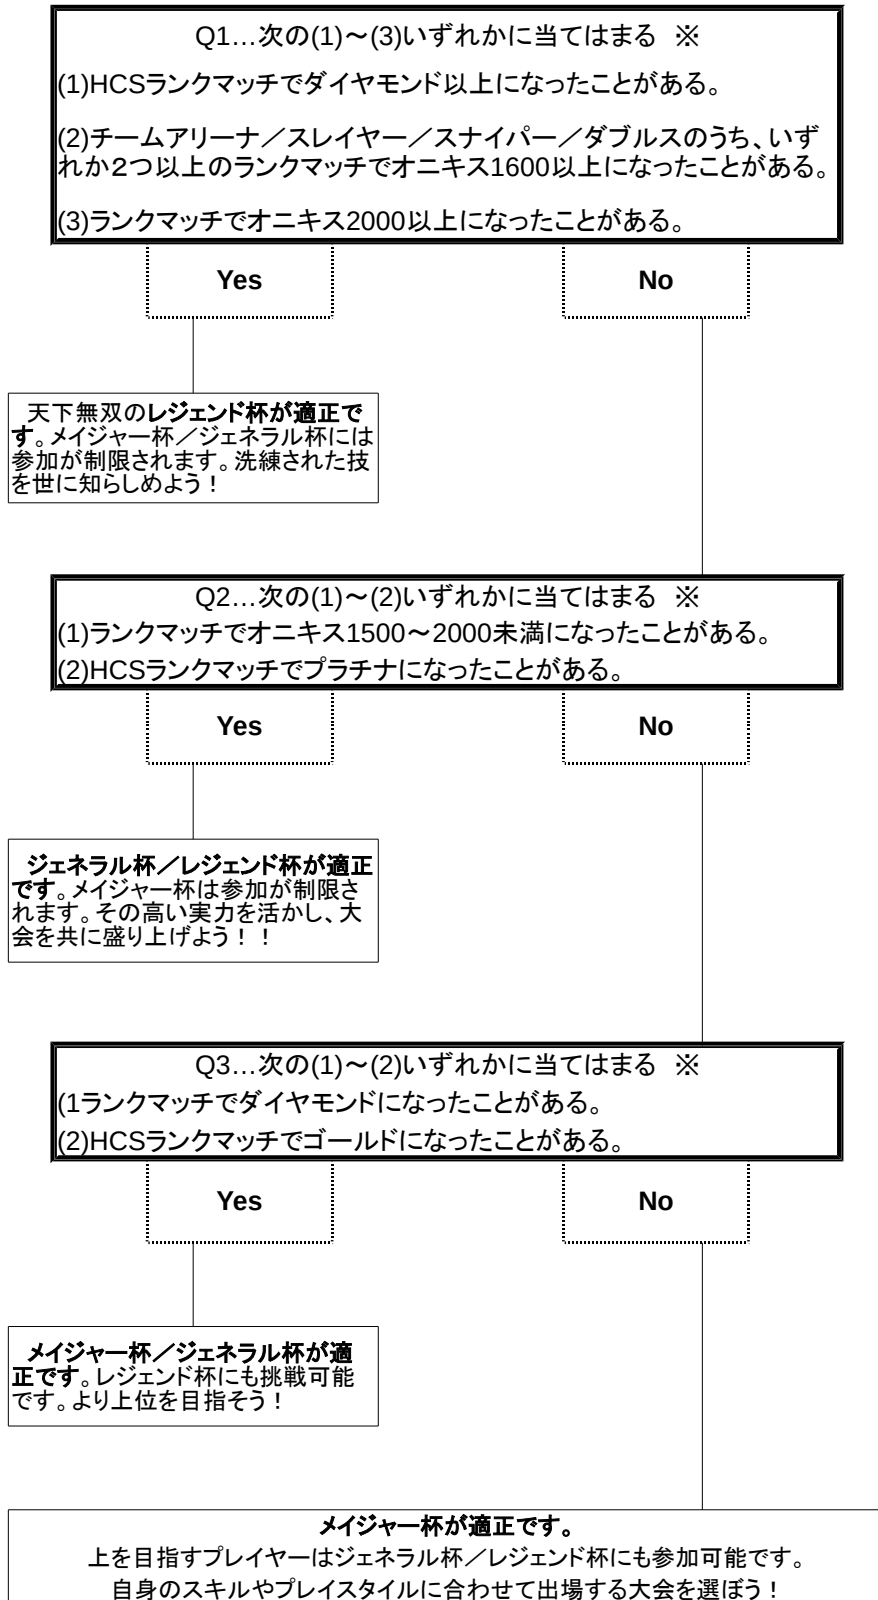 Q1…次の(1)～(3)いずれかに当てはまる ※
(1)HCSランクマッチでダイヤモンド以上になったことがある。
(2)チームアリーナ／スレイヤー／スナイパー／ダブルスのうち、いず
れか２つ以上のランクマッチでオニキス1600以上になったことがある。
(3)ランクマッチでオニキス2000以上になったことがある。
Yes No
天下無双のレジェンド杯が適正で
す。メイジャー杯／ジェネラル杯には
参加が制限されます。洗練された技
を世に知らしめよう！
Q2…次の(1)～(2)いずれかに当てはまる ※
(1)ランクマッチでオニキス1500～2000未満になったことがある。
(2)HCSランクマッチでプラチナになったことがある。
Yes No
ジェネラル杯／レジェンド杯が適正
です。メイジャー杯は参加が制限さ
れます。その高い実力を活かし、大
会を共に盛り上げよう！！
Q3…次の(1)～(2)いずれかに当てはまる ※
(1ランクマッチでダイヤモンドになったことがある。
(2)HCSランクマッチでゴールドになったことがある。
Yes No
メイジャー杯／ジェネラル杯が適
正です。レジェンド杯にも挑戦可能
です。より上位を目指そう！
メイジャー杯が適正です。
上を目指すプレイヤーはジェネラル杯／レジェンド杯にも参加可能です。
自身のスキルやプレイスタイルに合わせて出場する大会を選ぼう！